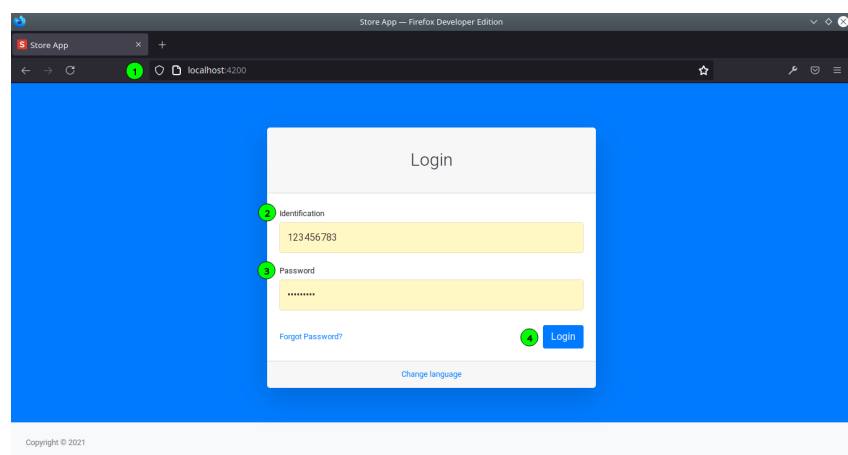 Store App — Firefox Developer Edition
S Store App
1 localhost:4200
Login
2 Identification
123456783
3 Password
•••••••••
Forgot Password? 4 Login
Change language
Copyright © 2021